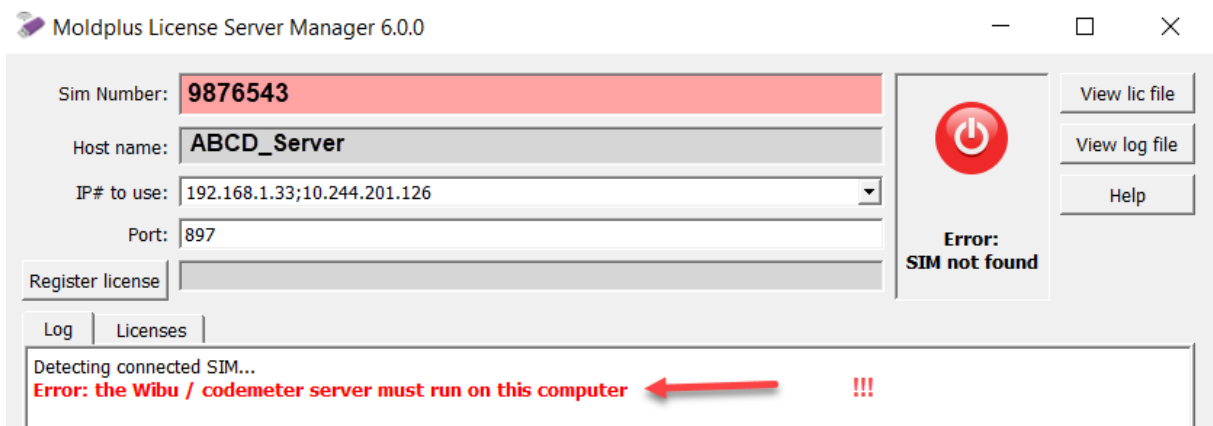 Moldplus License Server Manager 6.0.0
Sim Number: 9876543
Host name: ABCD_Server
IP# to use: 192.168.1.33;10.244.201.126
Port: 897
Register license
Error:
SIM not found
View lic file
View log file
Help
Log Licenses
Detecting connected SIM...
Error: the Wibu / codemeter server must run on this computer !!!